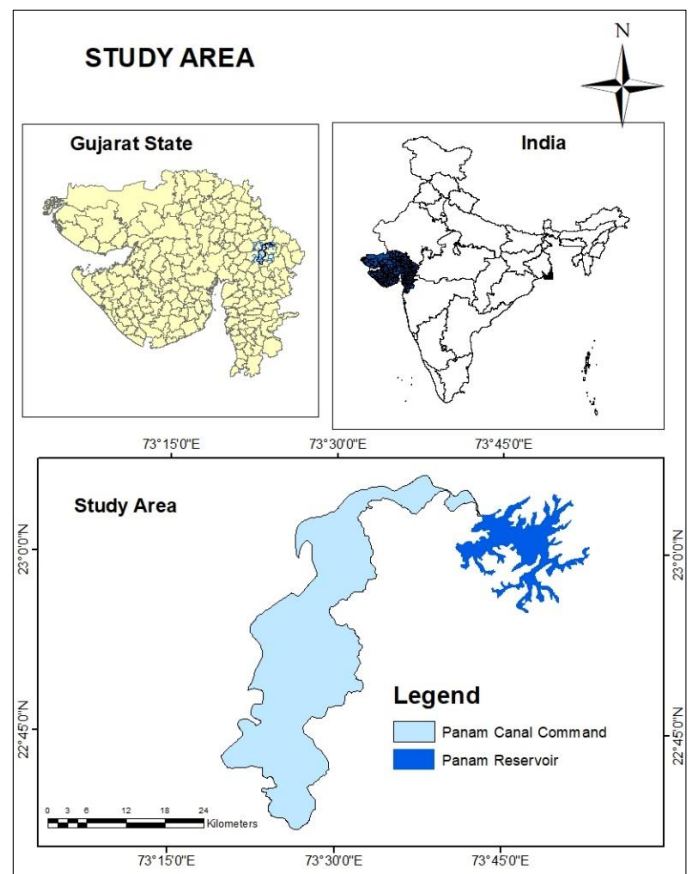 STUDY AREA
N
Gujarat State
India
73°15'0"E 73°30'0"E 73°45'0"E
Study Area
23°0'0"N 23°0'0"N
Legend
Panam Canal Command
Panam Reservoir
22°45'0"N 22°45'0"N
0 3 6 12 18 24
Kilometers
73°15'0"E 73°30'0"E 73°45'0"E